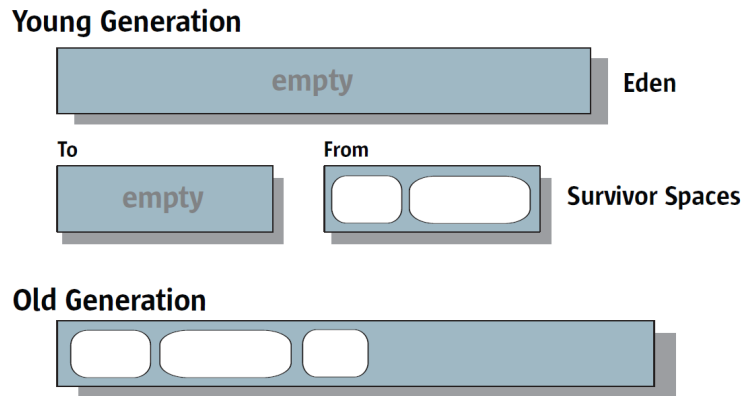 Young Generation
empty
Eden
To
From
empty
Survivor Spaces
Old Generation